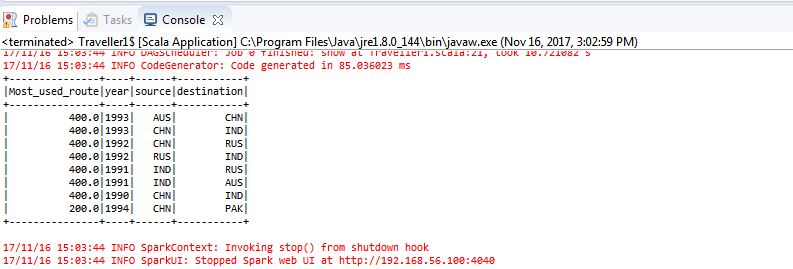 Problems Tasks Console
<terminated> Traveller1$ [Scala Application] C:\Program Files\Java\jre1.8.0_144\bin\javaw.exe (Nov 16, 2017, 3:02:59 PM)
17/11/16 15:03:44 INFO DAGScheduler: Job 0 finished: show at Traveller1.scala:21, took 10.721082 s
17/11/16 15:03:44 INFO CodeGenerator: Code generated in 85.036023 ms
+---------------+----+------+-----------+
|Most_used_route|year|source|destination|
+---------------+----+------+-----------+
|          400.0|1993|   AUS|        CHN|
|          400.0|1993|   CHN|        IND|
|          400.0|1992|   CHN|        RUS|
|          400.0|1992|   RUS|        IND|
|          400.0|1991|   IND|        RUS|
|          400.0|1991|   IND|        AUS|
|          400.0|1990|   CHN|        IND|
|          200.0|1994|   CHN|        PAK|
+---------------+----+------+-----------+
17/11/16 15:03:44 INFO SparkContext: Invoking stop() from shutdown hook
17/11/16 15:03:44 INFO SparkUI: Stopped Spark web UI at http://192.168.56.100:4040